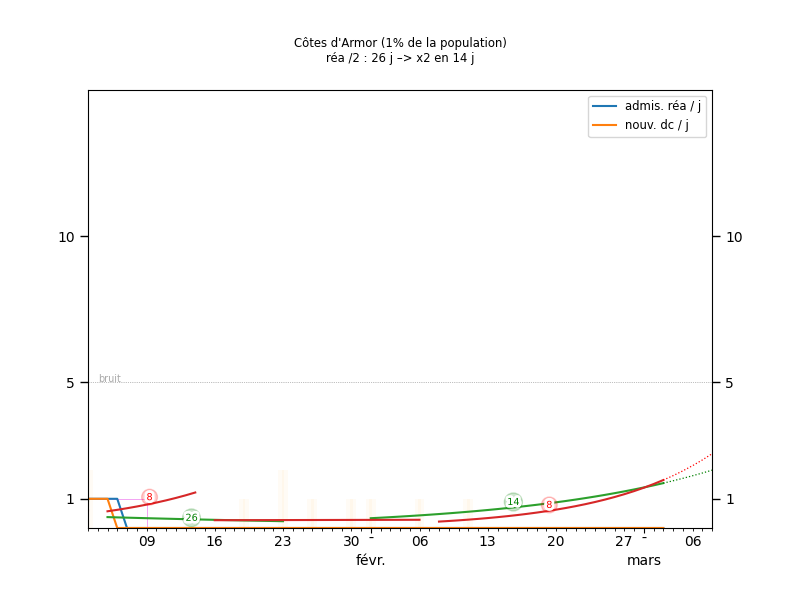 Côtes d'Armor (1% de la population)
réa /2 : 26 j –> x2 en 14 j
admis. réa / j
nouv. dc / j
10
10
bruit
5
5
1
1
8
26
14
8
09
16
23
30
06
13
20
27
06
févr.
mars